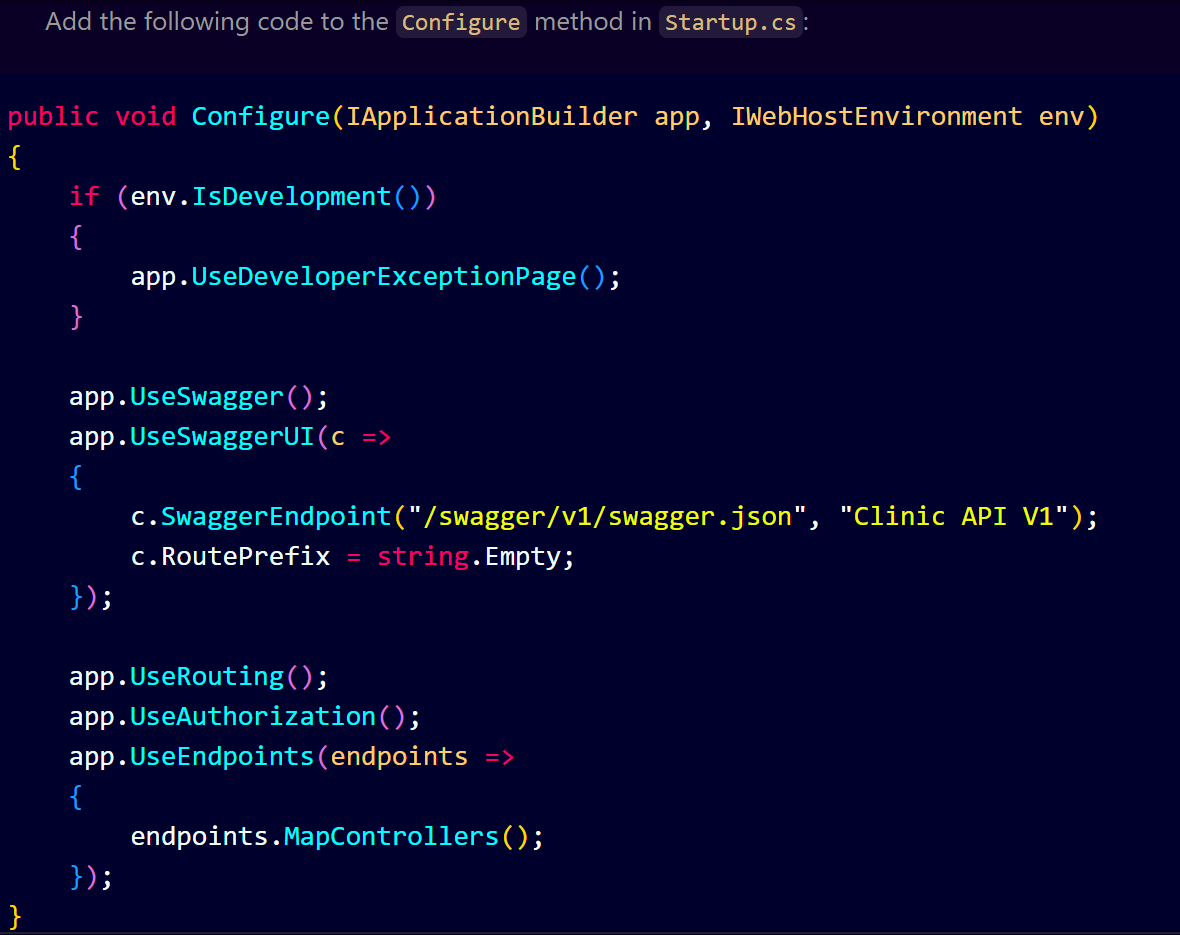 Add the following code to the Configure method in Startup.cs:
public void Configure(IApplicationBuilder app, IWebHostEnvironment env)
{
    if (env.IsDevelopment())
    {
        app.UseDeveloperExceptionPage();
    }

    app.UseSwagger();
    app.UseSwaggerUI(c =>
    {
        c.SwaggerEndpoint("/swagger/v1/swagger.json", "Clinic API V1");
        c.RoutePrefix = string.Empty;
    });

    app.UseRouting();
    app.UseAuthorization();
    app.UseEndpoints(endpoints =>
    {
        endpoints.MapControllers();
    });
}